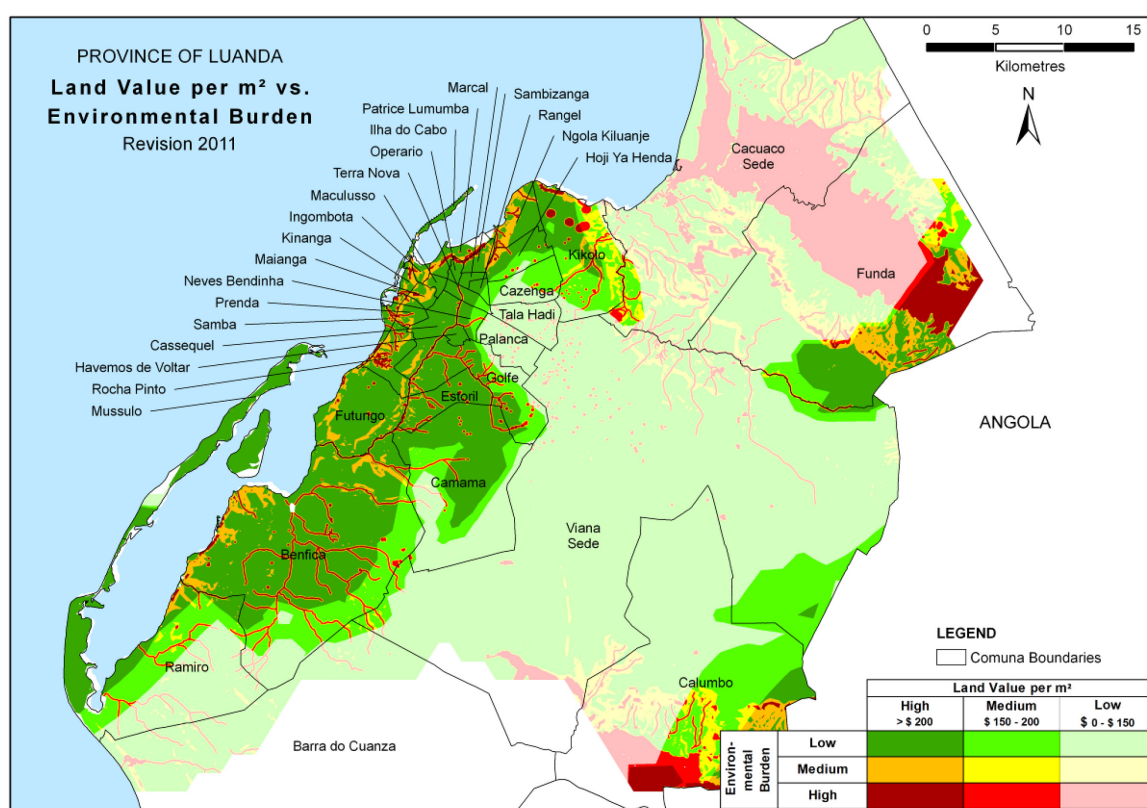 PROVINCE OF LUANDA
Land Value per m² vs.
Environmental Burden
Revision 2011
0 5 10 15
Kilometres
N
Marcal
Sambizanga
Patrice Lumumba
Rangel
Ilha do Cabo
Ngola Kiluanje
Operario
Hoji Ya Henda
Terra Nova
Maculusso
Ingombota
Kinanga
Maianga
Neves Bendinha
Prenda
Samba
Cassequel
Havemos de Voltar
Rocha Pinto
Mussulo
Cacuaco
Sede
Kikolo
Funda
Cazenga
Tala Hadi
Palanca
Golfe
Esforil
Futungo
ANGOLA
Camama
Viana
Sede
Benfica
Ramiro
Calumbo
Barra do Cuanza
LEGEND
Comuna Boundaries
Land Value per m²
High Medium Low
> $ 200 $ 150 - 200 $ 0 - $ 150
Environ-
mental
Burden
Low
Medium
High